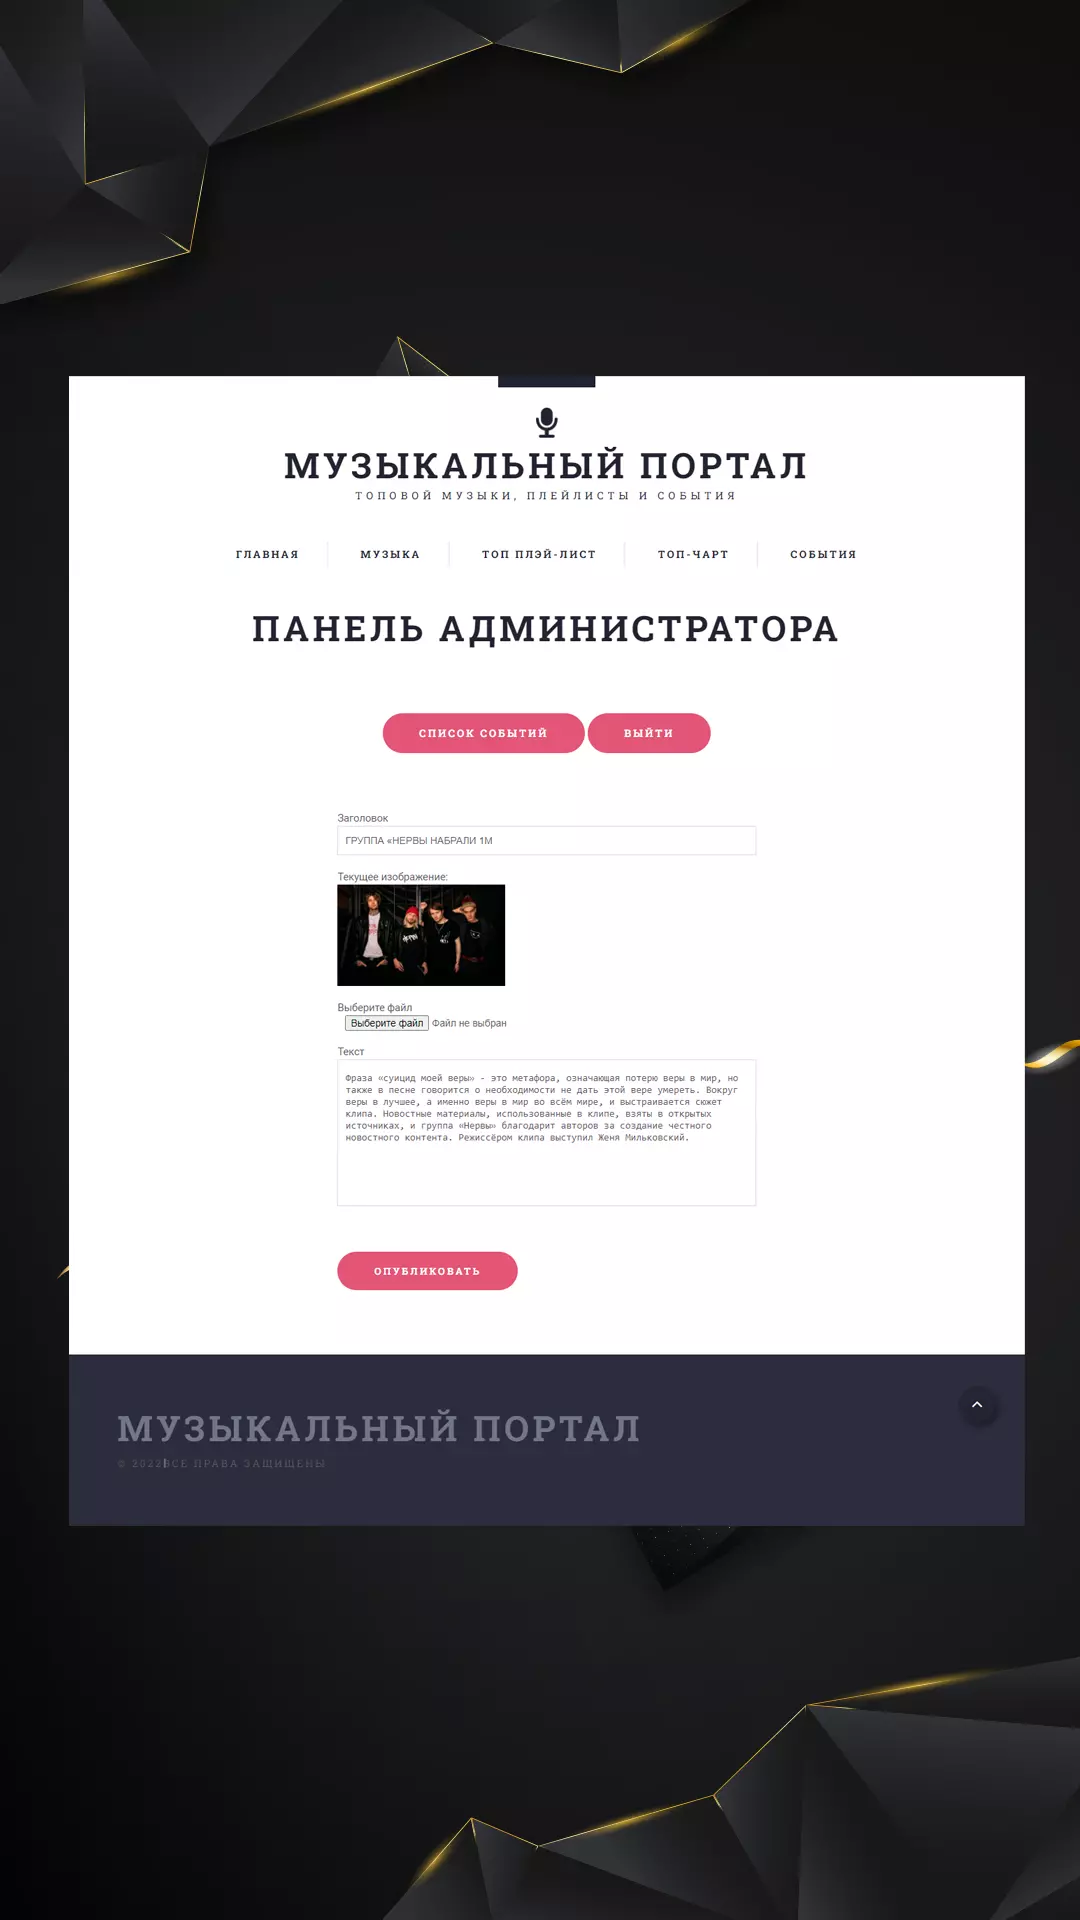 МУЗЫКАЛЬНЫЙ ПОРТАЛ
ТОПОВОЙ МУЗЫКИ, ПЛЕЙЛИСТЫ И СОБЫТИЯ
ГЛАВНАЯ МУЗЫКА ТОП ПЛЭЙ-ЛИСТ ТОП-ЧАРТ СОБЫТИЯ
ПАНЕЛЬ АДМИНИСТРАТОРА
СПИСОК СОБЫТИЙ ВЫЙТИ
Заголовок
ГРУППА «НЕРВЫ НАБРАЛИ 1М
Текущее изображение:
Выберите файл
Выберите файл Файл не выбран
Текст
Фраза «суицид моей веры» - это метафора, означающая потерю веры в мир, но
также в песне говорится о необходимости не дать этой вере умереть. Вокруг
веры в лучшее, а именно веры в мир во всём мире, и выстраивается сюжет
клипа. Новостные материалы, использованные в клипе, взяты в открытых
источниках, и группа «Нервы» благодарит авторов за создание честного
новостного контента. Режиссёром клипа выступил Женя Мильковский.
ОПУБЛИКОВАТЬ
МУЗЫКАЛЬНЫЙ ПОРТАЛ
© 2022 ВСЕ ПРАВА ЗАЩИЩЕНЫ